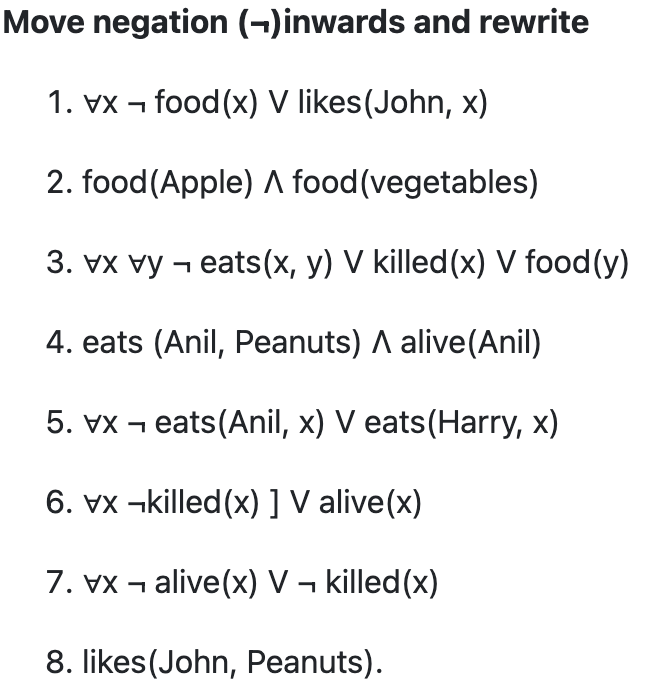 Move negation (¬)inwards and rewrite
1. ∀x ¬ food(x) V likes(John, x)
2. food(Apple) Λ food(vegetables)
3. ∀x ∀y ¬ eats(x, y) V killed(x) V food(y)
4. eats (Anil, Peanuts) Λ alive(Anil)
5. ∀x ¬ eats(Anil, x) V eats(Harry, x)
6. ∀x ¬killed(x) ] V alive(x)
7. ∀x ¬ alive(x) V ¬ killed(x)
8. likes(John, Peanuts).